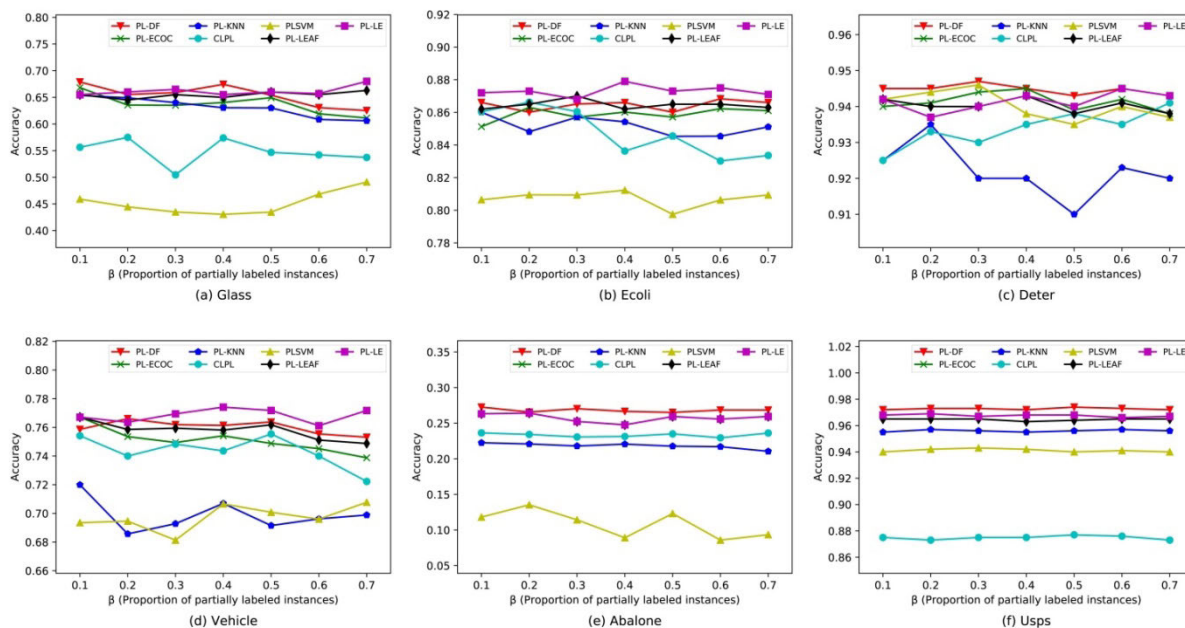 0.80
0.75
0.70
0.65
0.60
0.55
0.50
0.45
0.40
Accuracy
PL-DF PL-KNN PLSVM PL-LE
PL-ECOC CLPL PL-LEAF
0.1 0.2 0.3 0.4 0.5 0.6 0.7
β (Proportion of partially labeled instances)
(a) Glass
0.92
0.90
0.88
0.86
0.84
0.82
0.80
0.78
Accuracy
PL-DF PL-KNN PLSVM PL-LE
PL-ECOC CLPL PL-LEAF
0.1 0.2 0.3 0.4 0.5 0.6 0.7
β (Proportion of partially labeled instances)
(b) Ecoli
0.96
0.95
0.94
0.93
0.92
0.91
Accuracy
PL-DF PL-KNN PLSVM PL-LE
PL-ECOC CLPL PL-LEAF
0.1 0.2 0.3 0.4 0.5 0.6 0.7
β (Proportion of partially labeled instances)
(c) Deter
0.82
0.80
0.78
0.76
0.74
0.72
0.70
0.68
0.66
Accuracy
PL-DF PL-KNN PLSVM PL-LE
PL-ECOC CLPL PL-LEAF
0.1 0.2 0.3 0.4 0.5 0.6 0.7
β (Proportion of partially labeled instances)
(d) Vehicle
0.35
0.30
0.25
0.20
0.15
0.10
0.05
Accuracy
PL-DF PL-KNN PLSVM PL-LE
PL-ECOC CLPL PL-LEAF
0.1 0.2 0.3 0.4 0.5 0.6 0.7
β (Proportion of partially labeled instances)
(e) Abalone
1.02
1.00
0.98
0.96
0.94
0.92
0.90
0.88
0.86
Accuracy
PL-DF PL-KNN PLSVM PL-LE
PL-ECOC CLPL PL-LEAF
0.1 0.2 0.3 0.4 0.5 0.6 0.7
β (Proportion of partially labeled instances)
(f) Usps